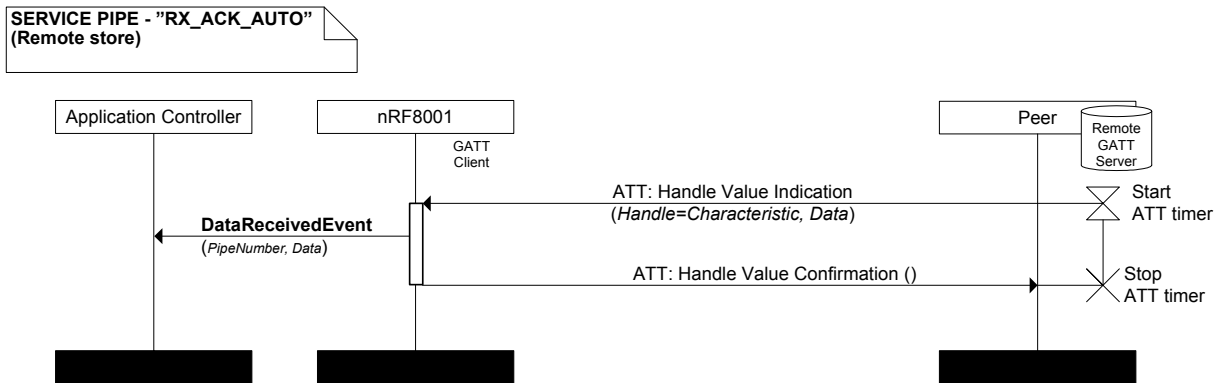 SERVICE PIPE - ”RX_ACK_AUTO”
(Remote store)
Application Controller
nRF8001
Peer
Remote
GATT
Server
GATT
Client
ATT: Handle Value Indication
(Handle=Characteristic, Data)
Start
ATT timer
DataReceivedEvent
(PipeNumber, Data)
ATT: Handle Value Confirmation ()
Stop
ATT timer